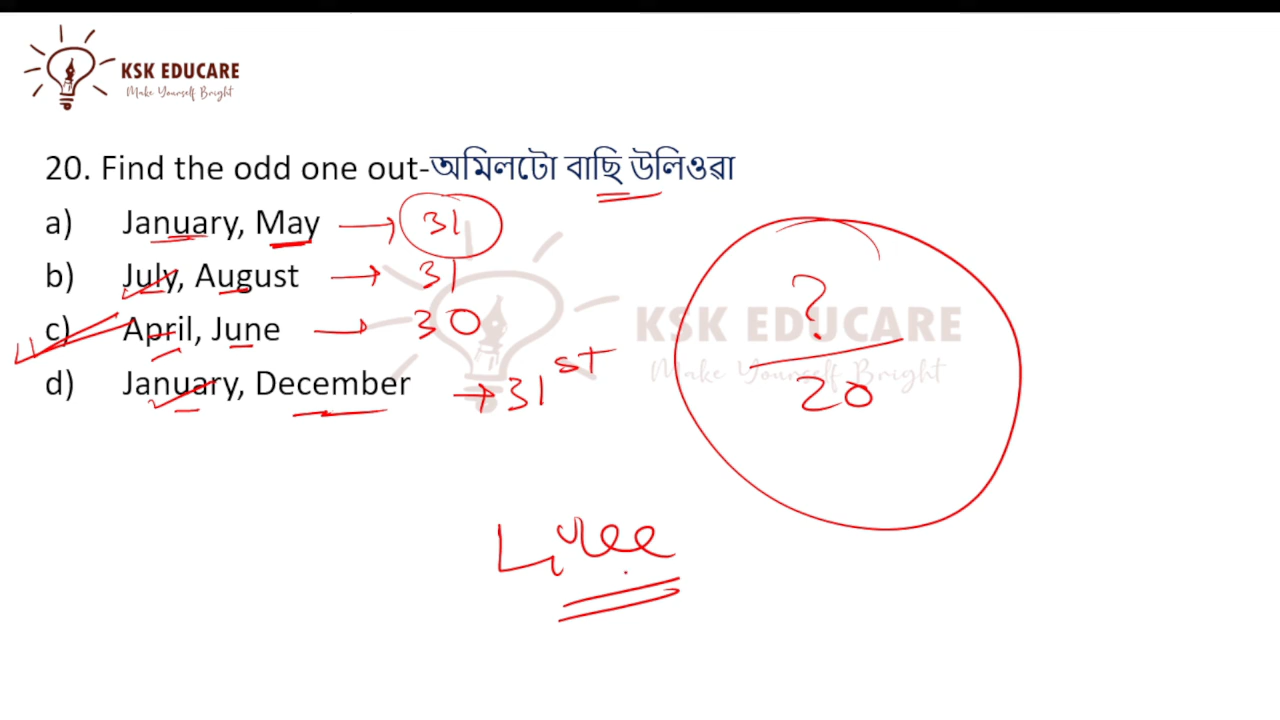 KSK EDUCARE
Make Yourself Bright
20. Find the odd one out-অমিলটো বাছি উলিওৱা
a) January, May → 31
b) July, August → 31
c) April, June → 30
d) January, December → 31st
?
20
KSK EDUCARE
Make Yourself Bright